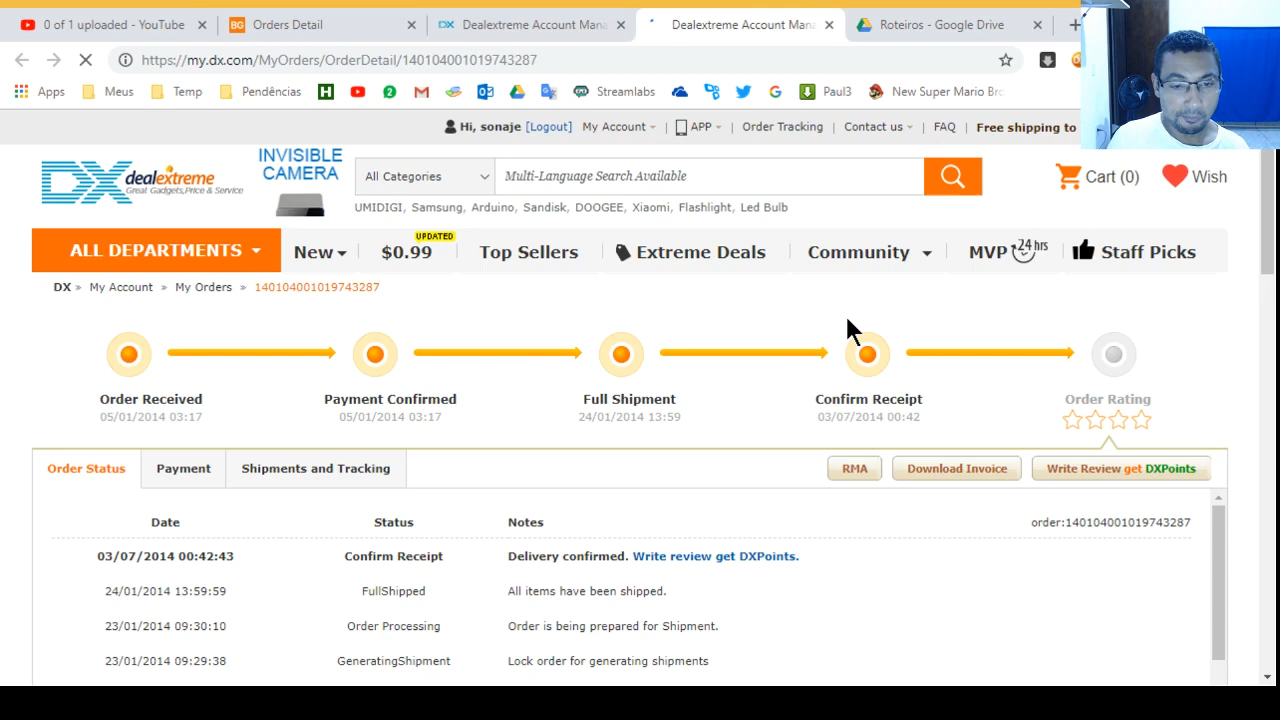 0 of 1 uploaded - YouTube
Orders Detail
Dealextreme Account Man
Dealextreme Account Mana
Roteiros - Google Drive
https://my.dx.com/MyOrders/OrderDetail/140104001019743287
Apps Meus Temp Pendências Streamlabs Paul3 New Super Mario Bro
Hi, sonaje [Logout] My Account APP Order Tracking Contact us FAQ Free shipping to
DX dealextreme
Great Gadgets, Price & Service
INVISIBLE
CAMERA
All Categories Multi-Language Search Available
Cart (0) Wish
UMIDIGI, Samsung, Arduino, Sandisk, DOOGEE, Xiaomi, Flashlight, Led Bulb
ALL DEPARTMENTS New $0.99 UPDATED Top Sellers Extreme Deals Community MVP 24 hrs Staff Picks
DX » My Account » My Orders » 140104001019743287
Order Received Payment Confirmed Full Shipment Confirm Receipt Order Rating
05/01/2014 03:17 05/01/2014 03:17 24/01/2014 13:59 03/07/2014 00:42
Order Status Payment Shipments and Tracking RMA Download Invoice Write Review get DXPoints
Date Status Notes order:140104001019743287
03/07/2014 00:42:43 Confirm Receipt Delivery confirmed. Write review get DXPoints.
24/01/2014 13:59:59 FullShipped All items have been shipped.
23/01/2014 09:30:10 Order Processing Order is being prepared for Shipment.
23/01/2014 09:29:38 GeneratingShipment Lock order for generating shipments